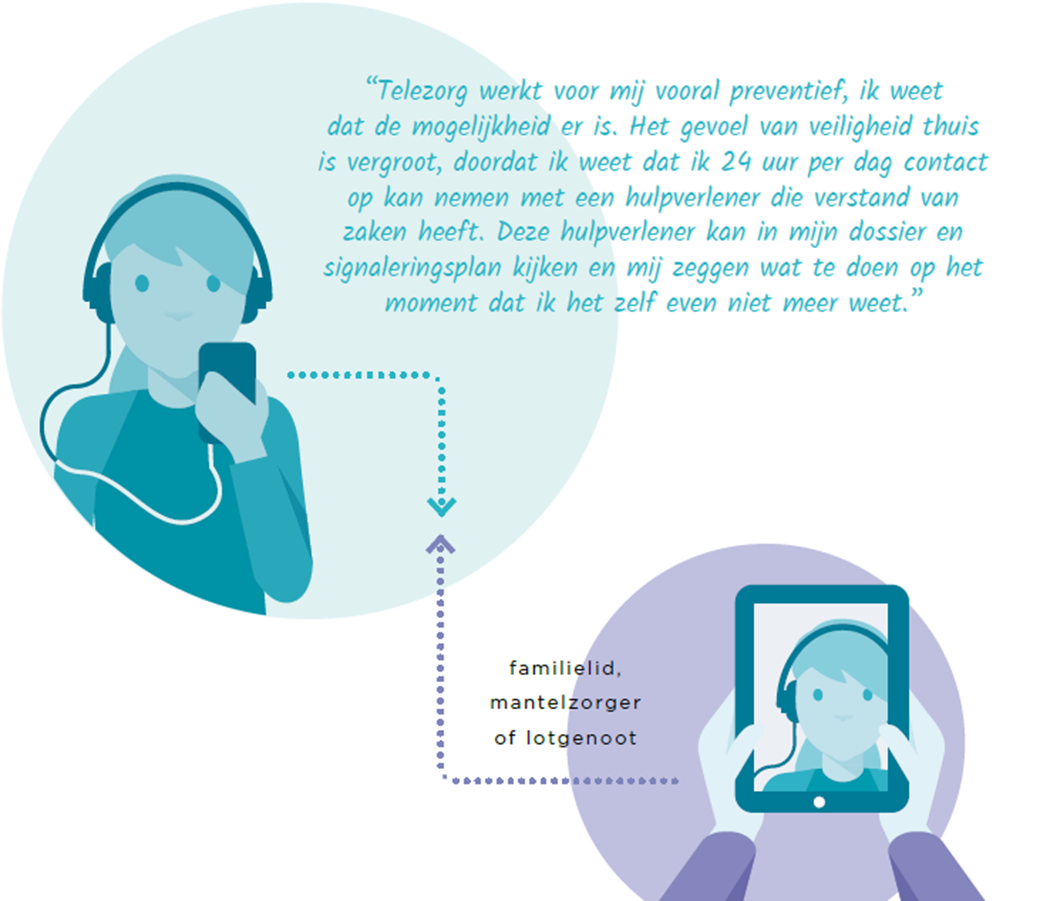 “Telezorg werkt voor mij vooral preventief, ik weet
dat de mogelijkheid er is. Het gevoel van veiligheid thuis
is vergroot, doordat ik weet dat ik 24 uur per dag contact
op kan nemen met een hulpverlener die verstand van
zaken heeft. Deze hulpverlener kan in mijn dossier en
signaleringsplan kijken en mij zeggen wat te doen op het
moment dat ik het zelf even niet meer weet.”
familielid,
mantelzorger
of lotgenoot